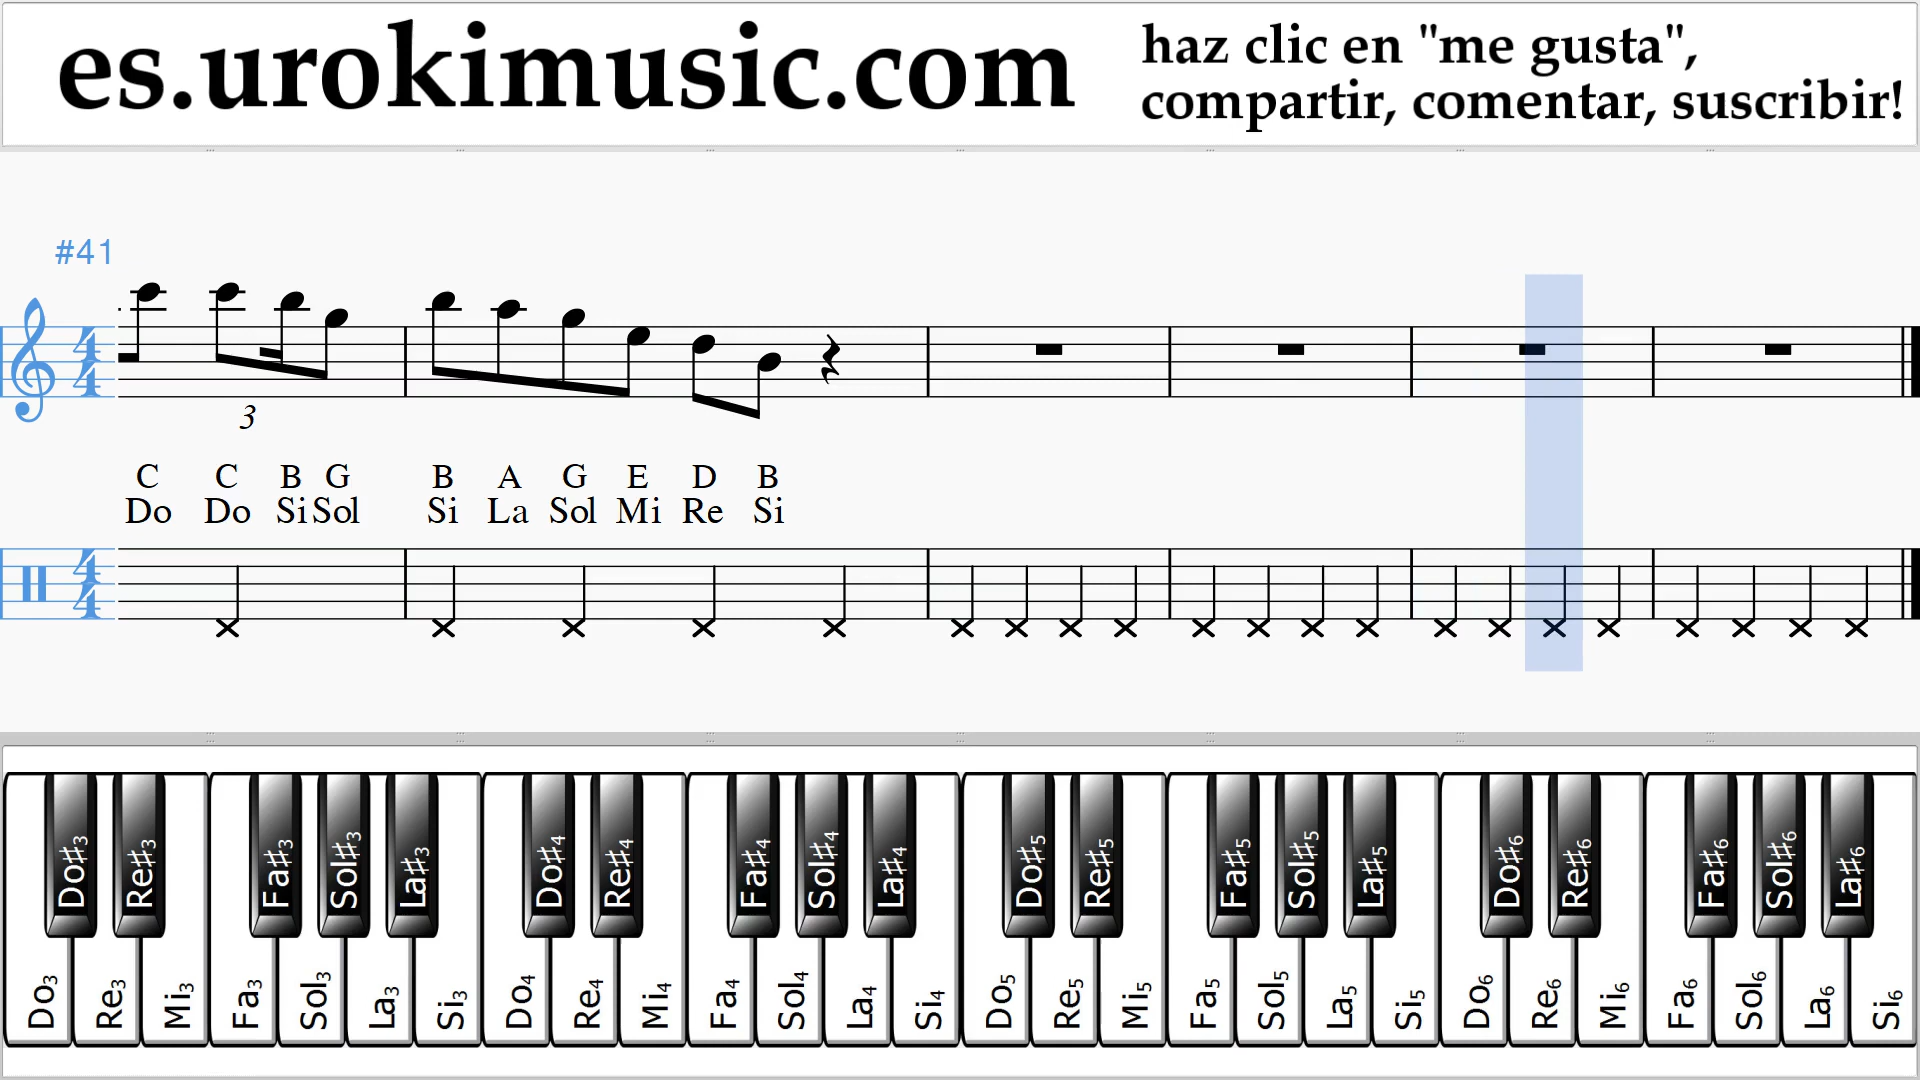 es.urokimusic.com
haz clic en "me gusta",
compartir, comentar, suscribir!
#41
4
4
3
C C B G B A G E D B
Do Do Si Sol Si La Sol Mi Re Si
4
4
Do#3 Re#3 Fa#3 Sol#3 La#3 Do#4 Re#4 Fa#4 Sol#4 La#4 Do#5 Re#5 Fa#5 Sol#5 La#5 Do#6 Re#6 Fa#6 Sol#6 La#6
Do3 Re3 Mi3 Fa3 Sol3 La3 Si3 Do4 Re4 Mi4 Fa4 Sol4 La4 Si4 Do5 Re5 Mi5 Fa5 Sol5 La5 Si5 Do6 Re6 Mi6 Fa6 Sol6 La6 Si6